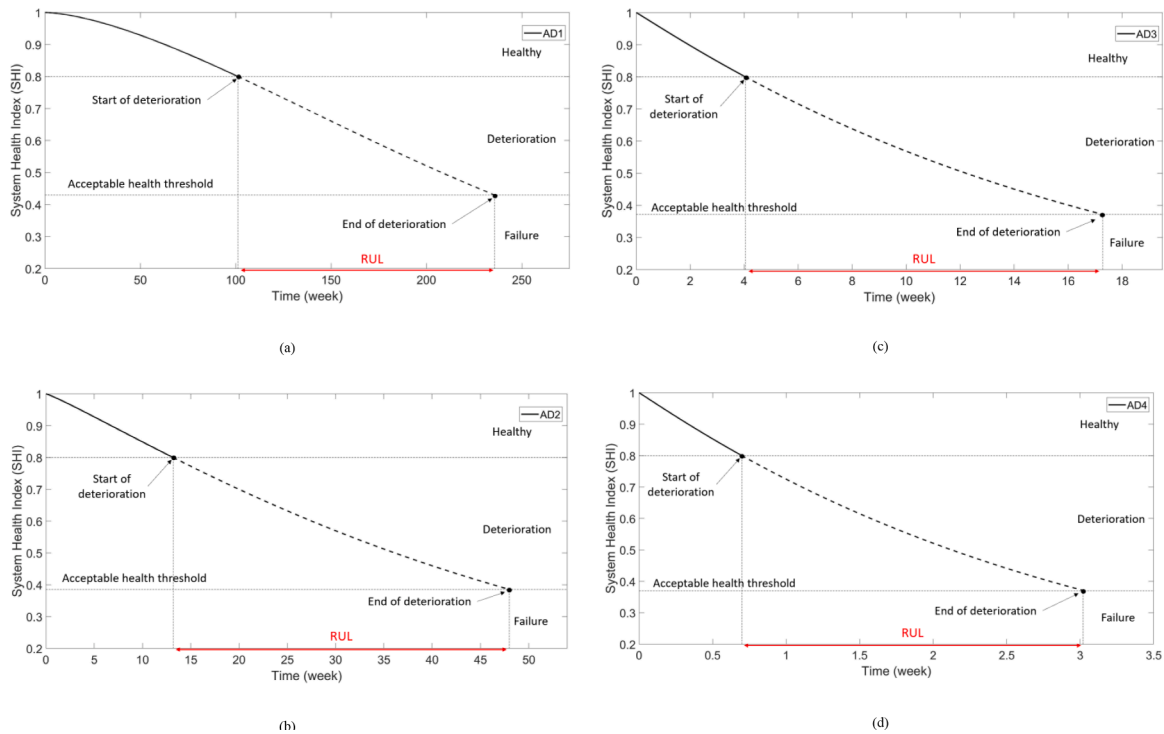 1
0.9
0.8
0.7
0.6
0.5
0.4
0.3
0.2
System Health Index (SHI)
AD1
Healthy
Start of deterioration
Deterioration
Acceptable health threshold
End of deterioration
Failure
RUL
0 50 100 150 200 250
Time (week)
(a)
1
0.9
0.8
0.7
0.6
0.5
0.4
0.3
0.2
System Health Index (SHI)
AD3
Healthy
Start of
deterioration
Deterioration
Acceptable health threshold
End of deterioration
Failure
RUL
0 2 4 6 8 10 12 14 16 18
Time (week)
(c)
1
0.9
0.8
0.7
0.6
0.5
0.4
0.3
0.2
System Health Index (SHI)
AD2
Healthy
Start of
deterioration
Deterioration
Acceptable health threshold
End of deterioration
Failure
RUL
0 5 10 15 20 25 30 35 40 45 50
Time (week)
(b)
1
0.9
0.8
0.7
0.6
0.5
0.4
0.3
0.2
System Health Index (SHI)
AD4
Healthy
Start of
deterioration
Deterioration
Acceptable health threshold
End of deterioration
Failure
RUL
0 0.5 1 1.5 2 2.5 3 3.5
Time (week)
(d)